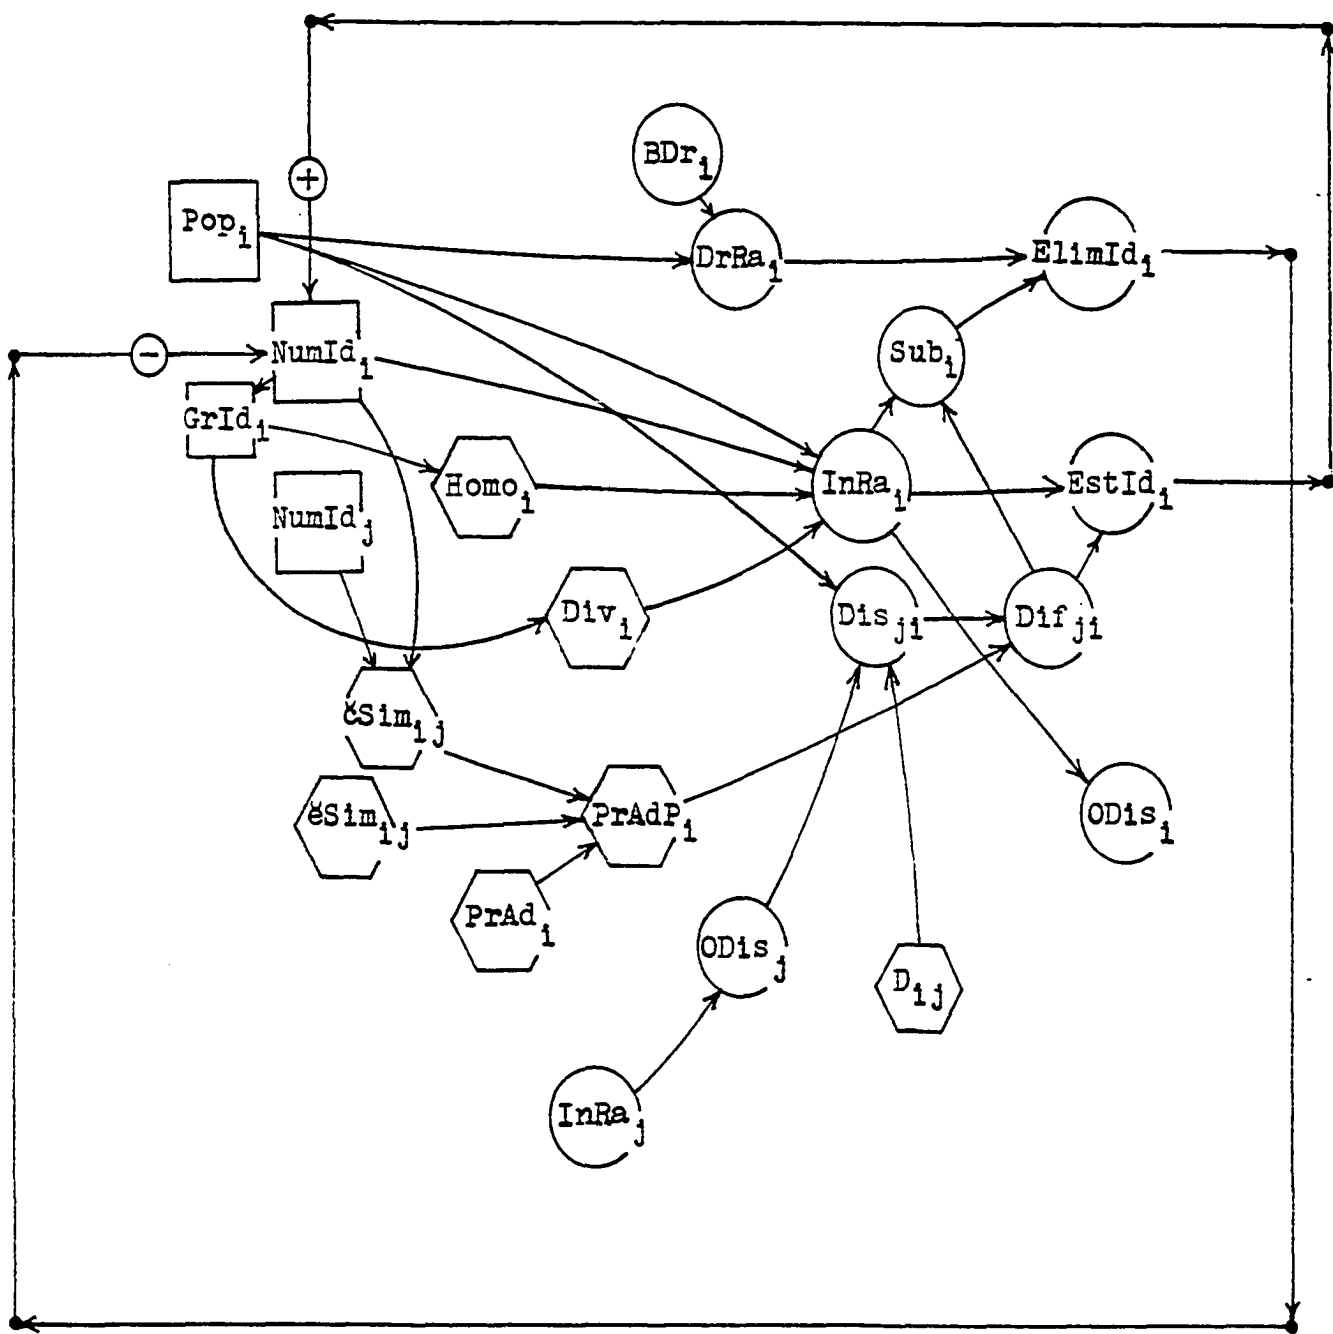 BDr_i
+
Pop_i
DrRa_i
ElimId_i
−
NumId_i
Sub_i
GrId_i
Homo_i
InRa_i
EstId_i
NumId_j
Div_i
Dis_ji
Dif_ji
čSim_ij
ěSim_ij
PrAdP_i
ODis_i
PrAd_i
ODis_j
D_ij
InRa_j